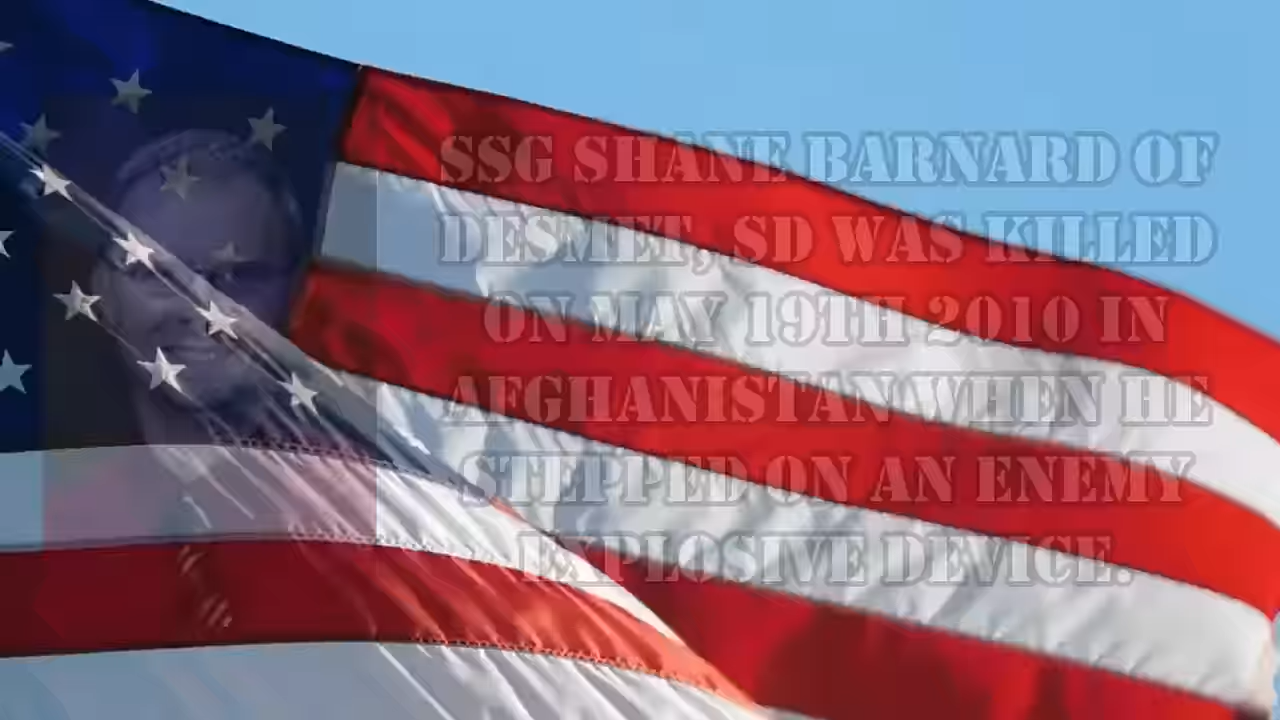 SSG SHANE BARNARD OF
DESMET, SD WAS KILLED
ON MAY 19TH 2010 IN
AFGHANISTAN WHEN HE
STEPPED ON AN ENEMY
EXPLOSIVE DEVICE.